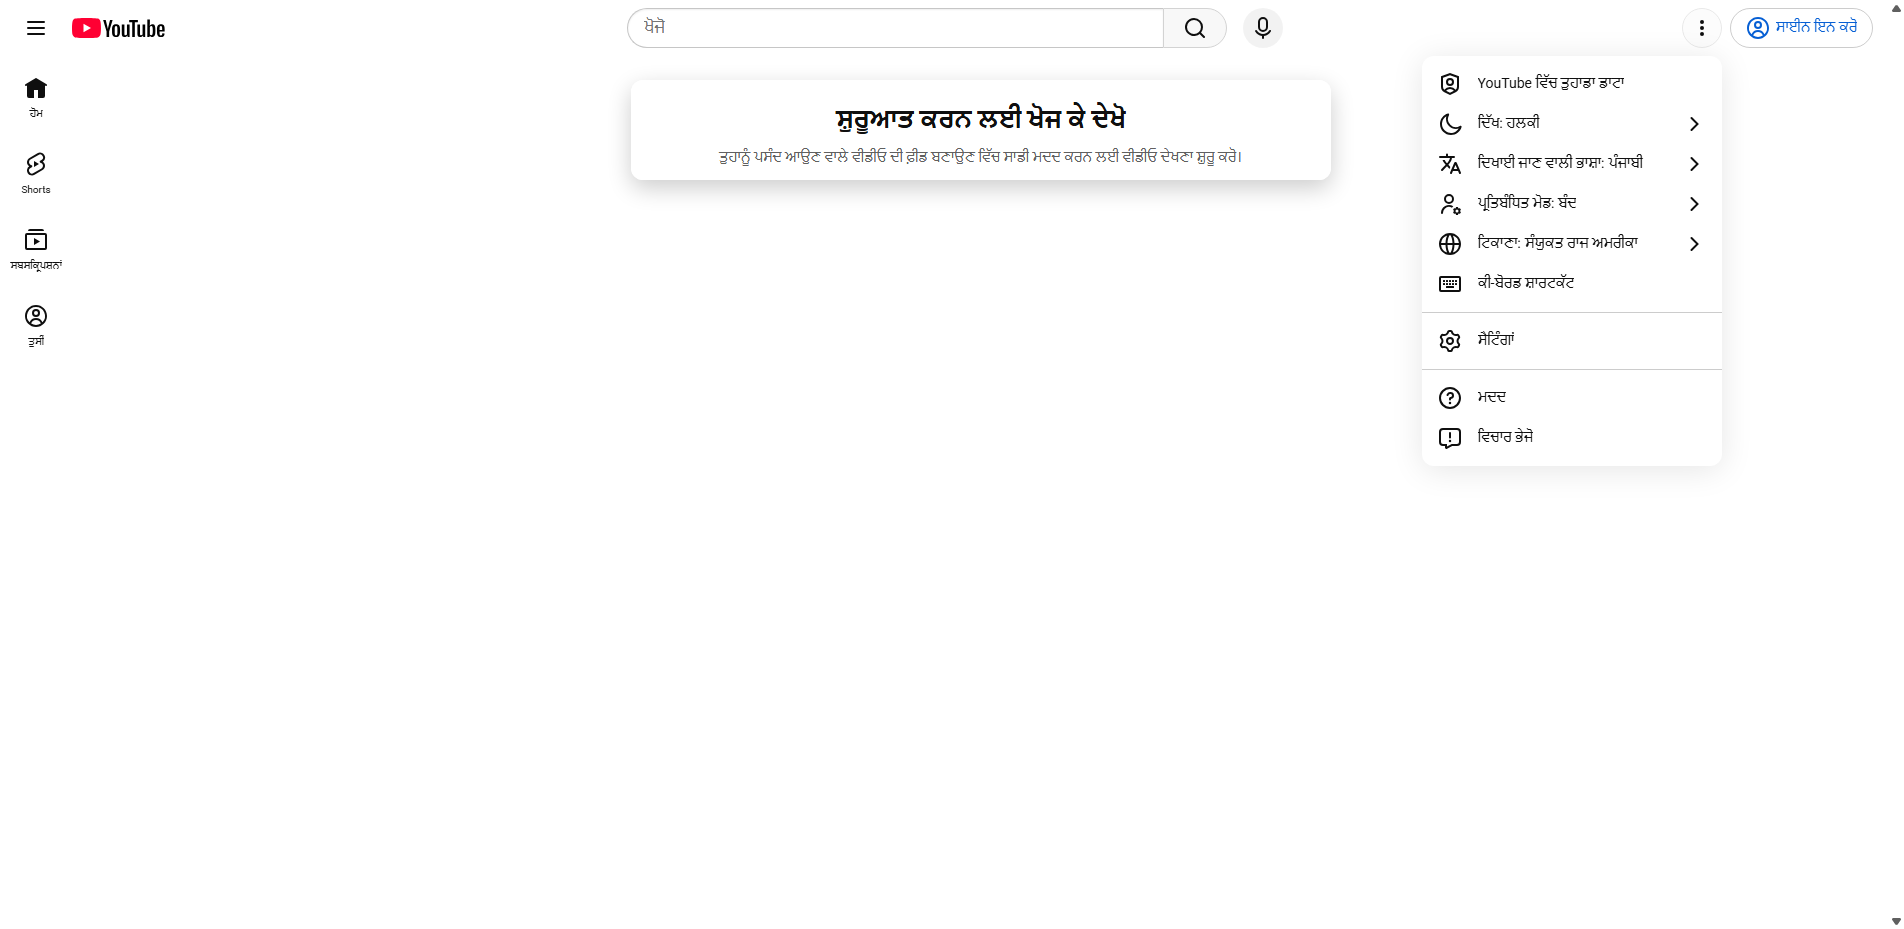 YouTube
ਖੋਜੋ
ਸਾਈਨ ਇਨ ਕਰੋ
ਹੋਮ
Shorts
ਸਬਸਕ੍ਰਿਪਸ਼ਨਾਂ
ਤੁਸੀਂ
ਸ਼ੁਰੂਆਤ ਕਰਨ ਲਈ ਖੋਜ ਕੇ ਦੇਖੋ
ਤੁਹਾਨੂੰ ਪਸੰਦ ਆਉਣ ਵਾਲੇ ਵੀਡੀਓ ਦੀ ਫ਼ੀਡ ਬਣਾਉਣ ਵਿੱਚ ਸਾਡੀ ਮਦਦ ਕਰਨ ਲਈ ਵੀਡੀਓ ਦੇਖਣਾ ਸ਼ੁਰੂ ਕਰੋ।
YouTube ਵਿੱਚ ਤੁਹਾਡਾ ਡਾਟਾ
ਦਿੱਖ: ਹਲਕੀ
ਦਿਖਾਈ ਜਾਣ ਵਾਲੀ ਭਾਸ਼ਾ: ਪੰਜਾਬੀ
ਪ੍ਰਤਿਬੰਧਿਤ ਮੋਡ: ਬੰਦ
ਟਿਕਾਣਾ: ਸੰਯੁਕਤ ਰਾਜ ਅਮਰੀਕਾ
ਕੀ-ਬੋਰਡ ਸ਼ਾਰਟਕੱਟ
ਸੈਟਿੰਗਾਂ
ਮਦਦ
ਵਿਚਾਰ ਭੇਜੋ